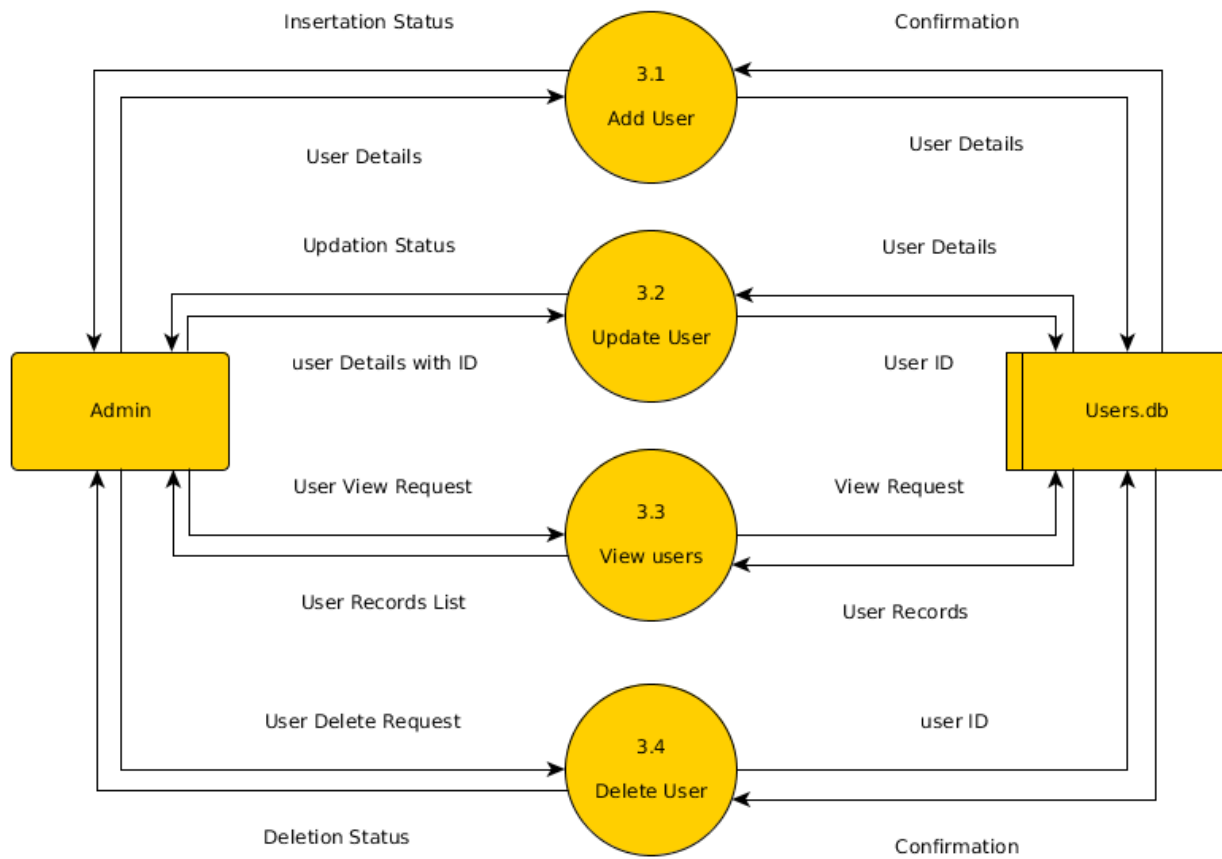 Insertation Status
Confirmation
3.1
Add User
User Details
User Details
Updation Status
User Details
3.2
Update User
user Details with ID
User ID
Admin
Users.db
User View Request
View Request
3.3
View users
User Records List
User Records
User Delete Request
user ID
3.4
Delete User
Deletion Status
Confirmation